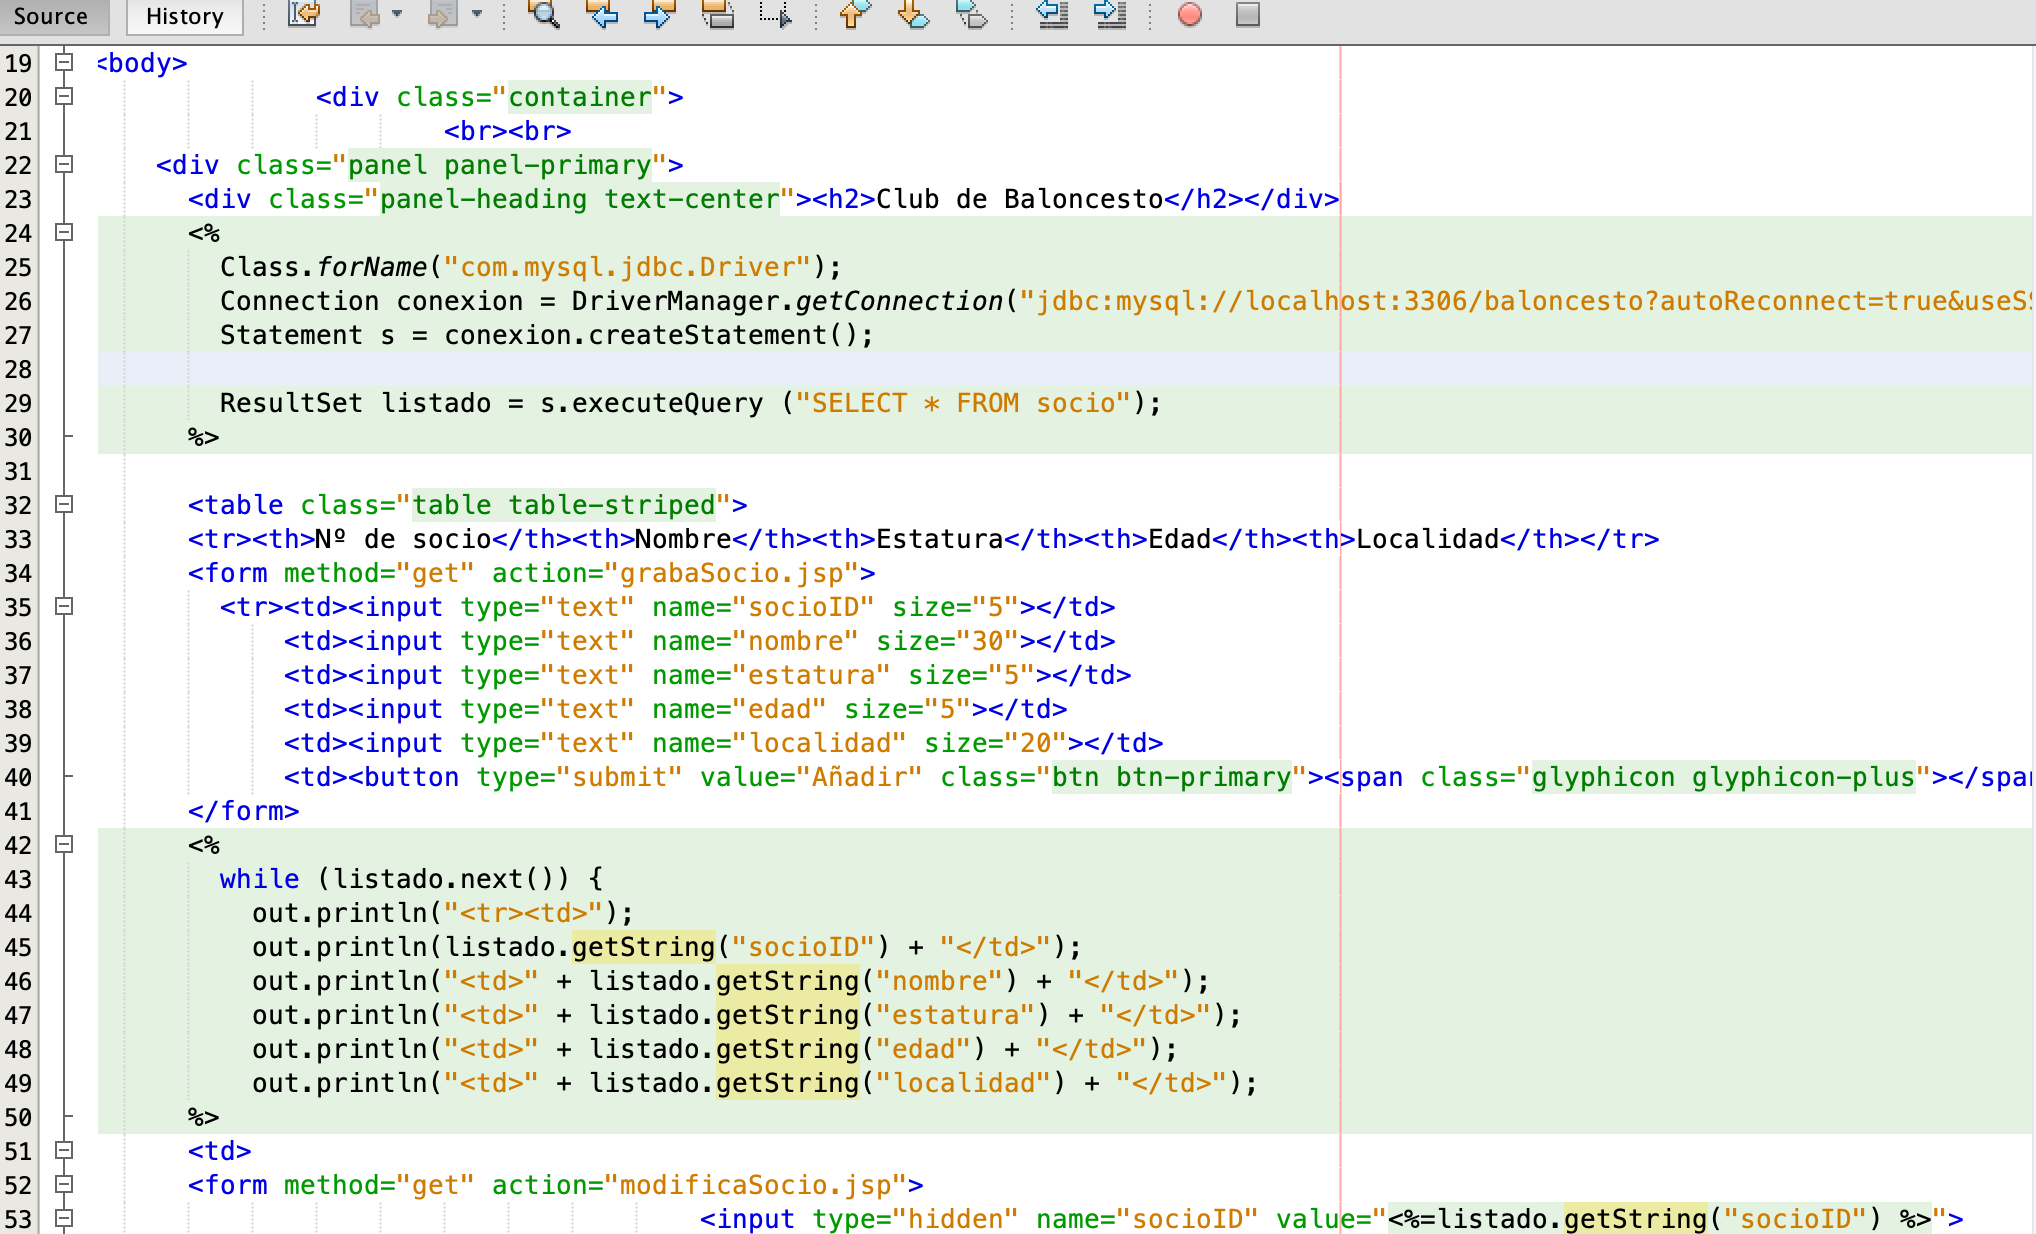 Source History
19 <body>
20 <div class="container">
21 <br><br>
22 <div class="panel panel-primary">
23 <div class="panel-heading text-center"><h2>Club de Baloncesto</h2></div>
24 <%
25 Class.forName("com.mysql.jdbc.Driver");
26 Connection conexion = DriverManager.getConnection("jdbc:mysql://localhost:3306/baloncesto?autoReconnect=true&useS
27 Statement s = conexion.createStatement();
28
29 ResultSet listado = s.executeQuery ("SELECT * FROM socio");
30 %>
31
32 <table class="table table-striped">
33 <tr><th>Nº de socio</th><th>Nombre</th><th>Estatura</th><th>Edad</th><th>Localidad</th></tr>
34 <form method="get" action="grabaSocio.jsp">
35 <tr><td><input type="text" name="socioID" size="5"></td>
36 <td><input type="text" name="nombre" size="30"></td>
37 <td><input type="text" name="estatura" size="5"></td>
38 <td><input type="text" name="edad" size="5"></td>
39 <td><input type="text" name="localidad" size="20"></td>
40 <td><button type="submit" value="Añadir" class="btn btn-primary"><span class="glyphicon glyphicon-plus"></spa
41 </form>
42 <%
43 while (listado.next()) {
44 out.println("<tr><td>");
45 out.println(listado.getString("socioID") + "</td>");
46 out.println("<td>" + listado.getString("nombre") + "</td>");
47 out.println("<td>" + listado.getString("estatura") + "</td>");
48 out.println("<td>" + listado.getString("edad") + "</td>");
49 out.println("<td>" + listado.getString("localidad") + "</td>");
50 %>
51 <td>
52 <form method="get" action="modificaSocio.jsp">
53 <input type="hidden" name="socioID" value="<%=listado.getString("socioID") %>">